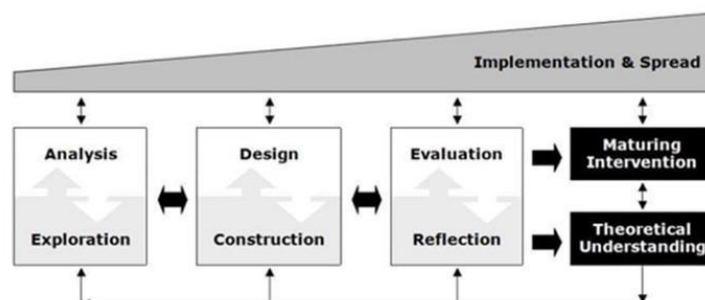 Implementation & Spread
Analysis
Exploration
Design
Construction
Evaluation
Reflection
Maturing
Intervention
Theoretical
Understanding